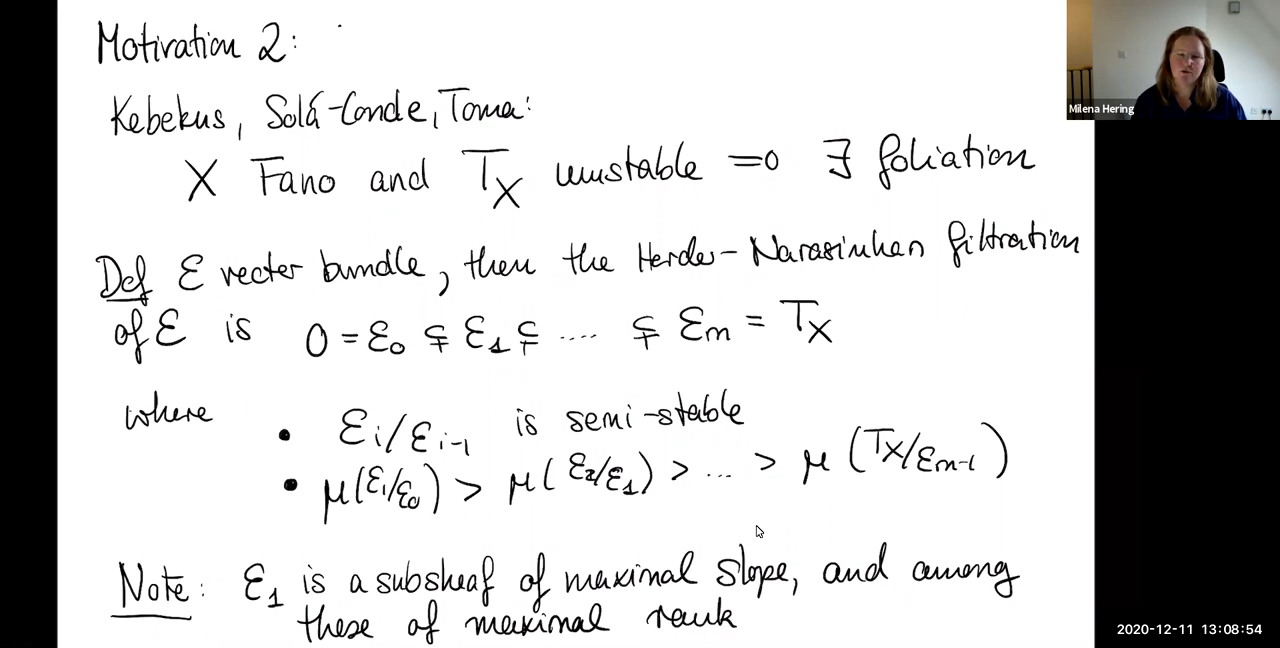 Motivation 2:
Kebekus, Solá-Conde, Toma:
X Fano and T_X unstable => ∃ foliation
Def ℰ vector bundle, then the Harder-Narasimhan filtration
of ℰ is 0 = ℰ_0 ⊊ ℰ_1 ⊊ .... ⊊ ℰ_m = T_X
where
• ℰ_i/ℰ_{i-1} is semi-stable
• μ(ℰ_1/ℰ_0) > μ(ℰ_2/ℰ_1) > ... > μ(T_X/ℰ_{m-1})
Note: ℰ_1 is a subsheaf of maximal slope, and among
these of maximal rank
Milena Hering
2020-12-11 13:08:54